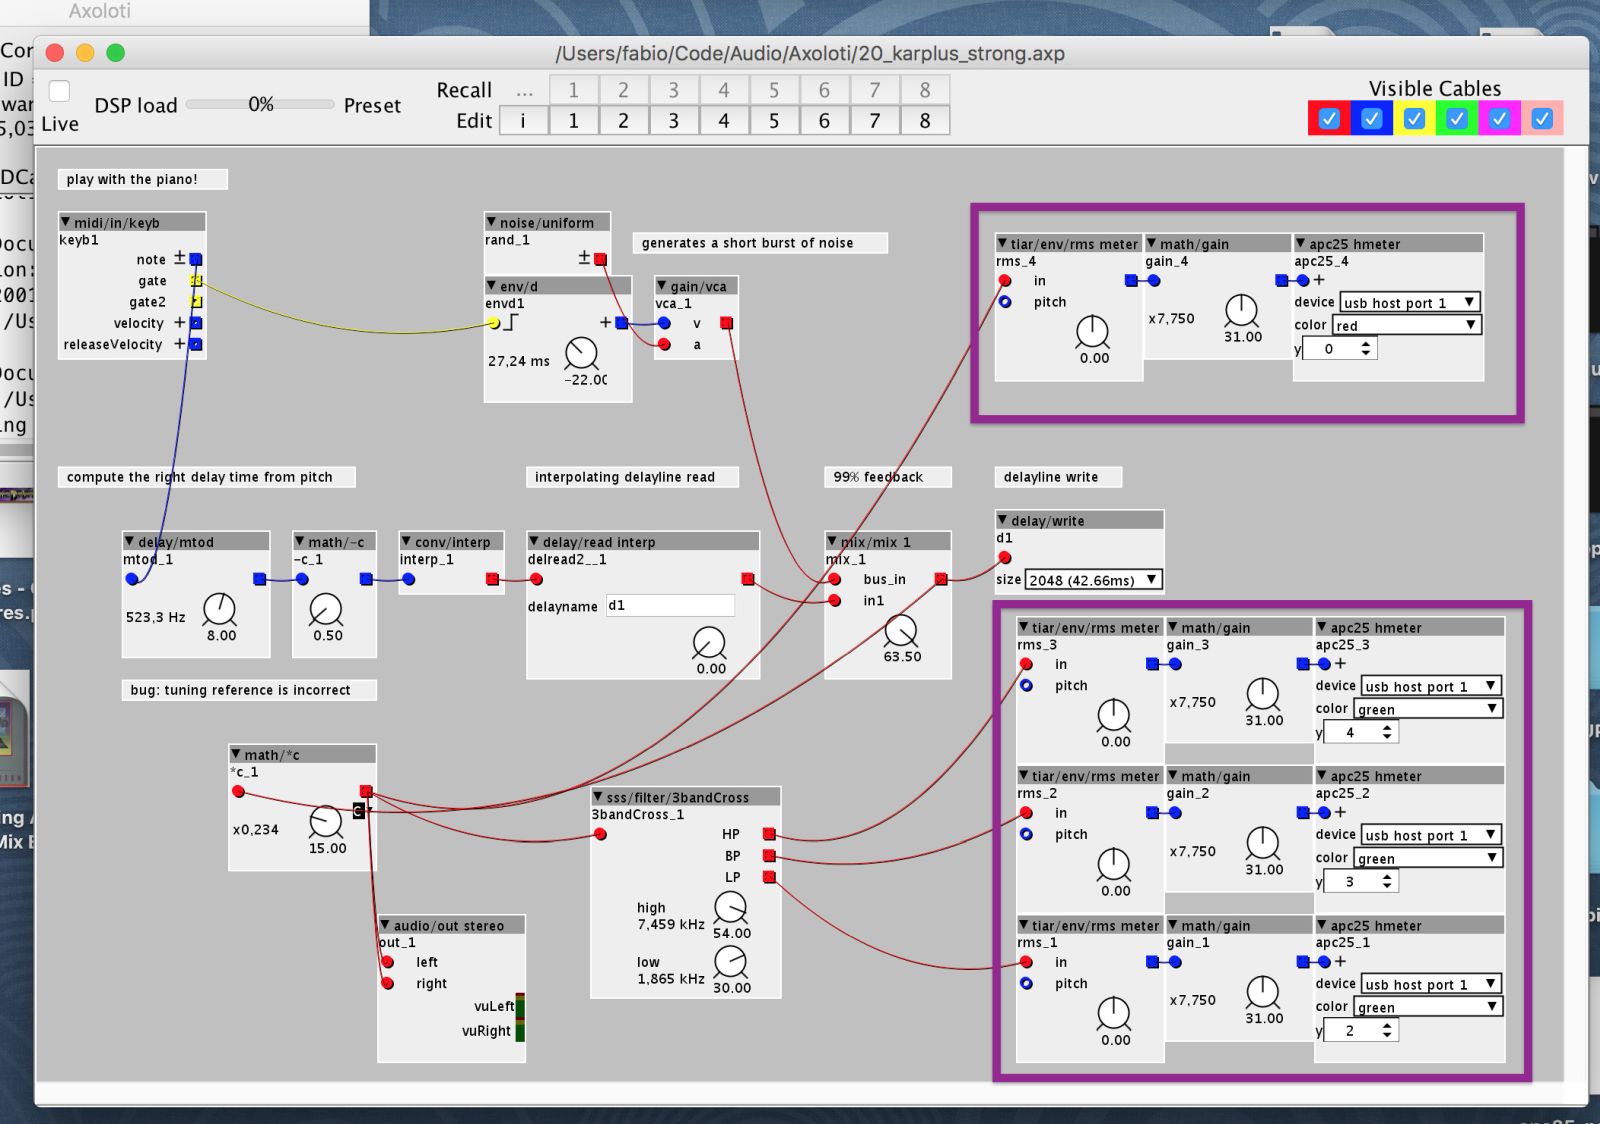 Axoloti
/Users/fabio/Code/Audio/Axoloti/20_karplus_strong.axp
Live
DSP load 0% Preset
Recall ... 1 2 3 4 5 6 7 8
Edit i 1 2 3 4 5 6 7 8
Visible Cables
play with the piano!
midi/in/keyb
keyb1
note ±
gate
gate2
velocity +
releaseVelocity +
noise/uniform
rand_1
±
generates a short burst of noise
env/d
envd1
+
27,24 ms
-22.00
gain/vca
vca_1
v
a
tiar/env/rms meter
rms_4
in
pitch
0.00
math/gain
gain_4
x7,750
31.00
apc25 hmeter
apc25_4
+
device usb host port 1
color red
y 0
compute the right delay time from pitch
interpolating delayline read
99% feedback
delayline write
delay/mtod
mtod_1
523,3 Hz
8.00
math/-c
-c_1
0.50
conv/interp
interp_1
delay/read interp
delread2__1
delayname d1
0.00
mix/mix 1
mix_1
bus_in
in1
63.50
delay/write
d1
size 2048 (42.66ms)
bug: tuning reference is incorrect
math/*c
*c_1
x0,234
C
15.00
sss/filter/3bandCross
3bandCross_1
HP
BP
LP
high
7,459 kHz
54.00
low
1,865 kHz
30.00
audio/out stereo
out_1
left
right
vuLeft
vuRight
tiar/env/rms meter
rms_3
in
pitch
0.00
math/gain
gain_3
x7,750
31.00
apc25 hmeter
apc25_3
+
device usb host port 1
color green
y 4
tiar/env/rms meter
rms_2
in
pitch
0.00
math/gain
gain_2
x7,750
31.00
apc25 hmeter
apc25_2
+
device usb host port 1
color green
y 3
tiar/env/rms meter
rms_1
in
pitch
0.00
math/gain
gain_1
x7,750
31.00
apc25 hmeter
apc25_1
+
device usb host port 1
color green
y 2